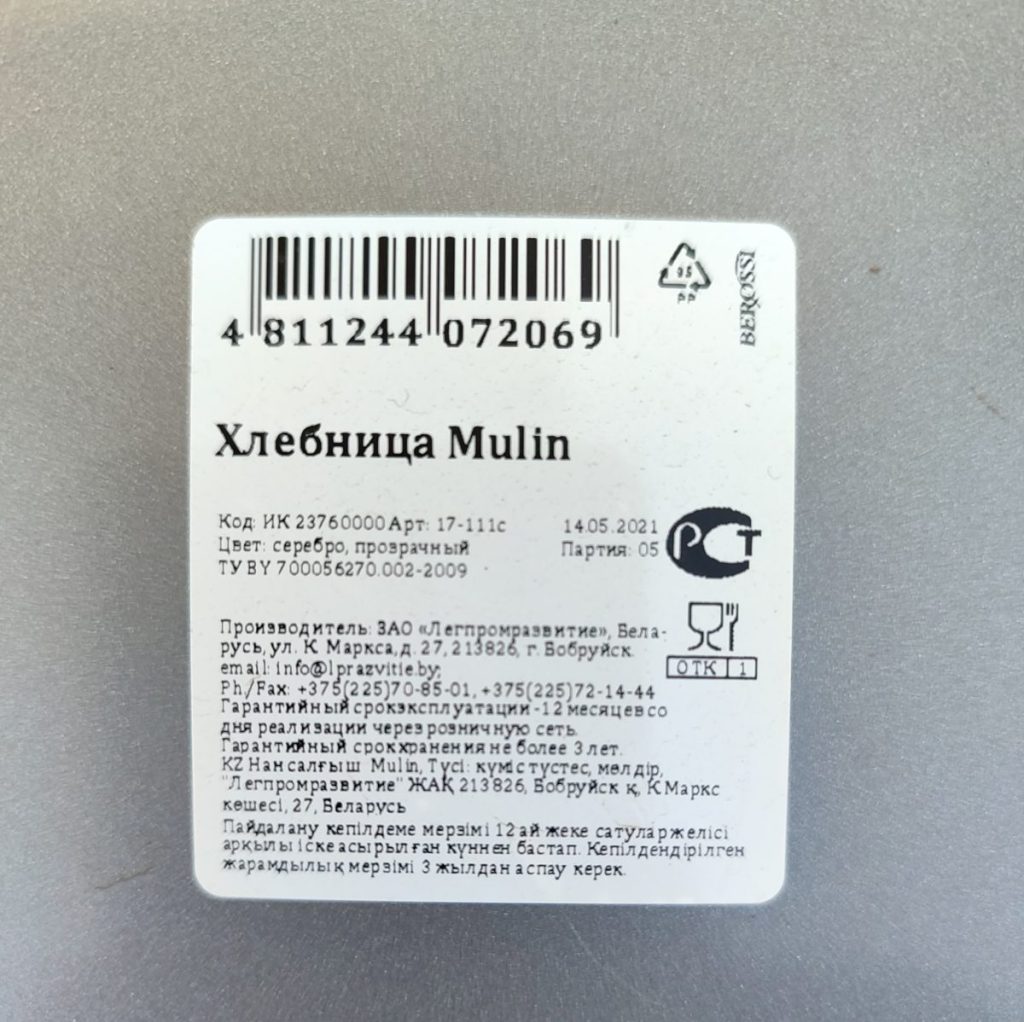 4 811244 072069
95
PP
BEROSSI
Хлебница Mulin
Код: ИК 23760000 Арт: 17-111с
14.05.2021
Цвет: серебро, прозрачный
Партия: 05
ТУ BY 700056270.002-2009
РСТ
Производитель: ЗАО «Легпромразвитие», Бела-
русь, ул. К. Маркса, д. 27, 213826, г. Бобруйск.
email: info@lprazvitie.by;
ОТК 1
Ph./Fax: +375(225)70-85-01, +375(225)72-14-44
Гарантийный срок эксплуатации - 12 месяцев со
дня реализации через розничную сеть.
Гарантийный срок хранения не более 3 лет.
KZ Нан салғыш Mulin, Түсі: күміс түстес, мөлдір,
"Легпромразвитие" ЖАҚ 213826, Бобруйск қ, К Маркс
көшесі, 27, Беларусь
Пайдалану кепілдеме мерзімі 12 ай жеке сатулар желісі
арқылы іске асырылған күннен бастап. Кепілдендірілген
жарамдылық мерзімі 3 жылдан аспау керек.